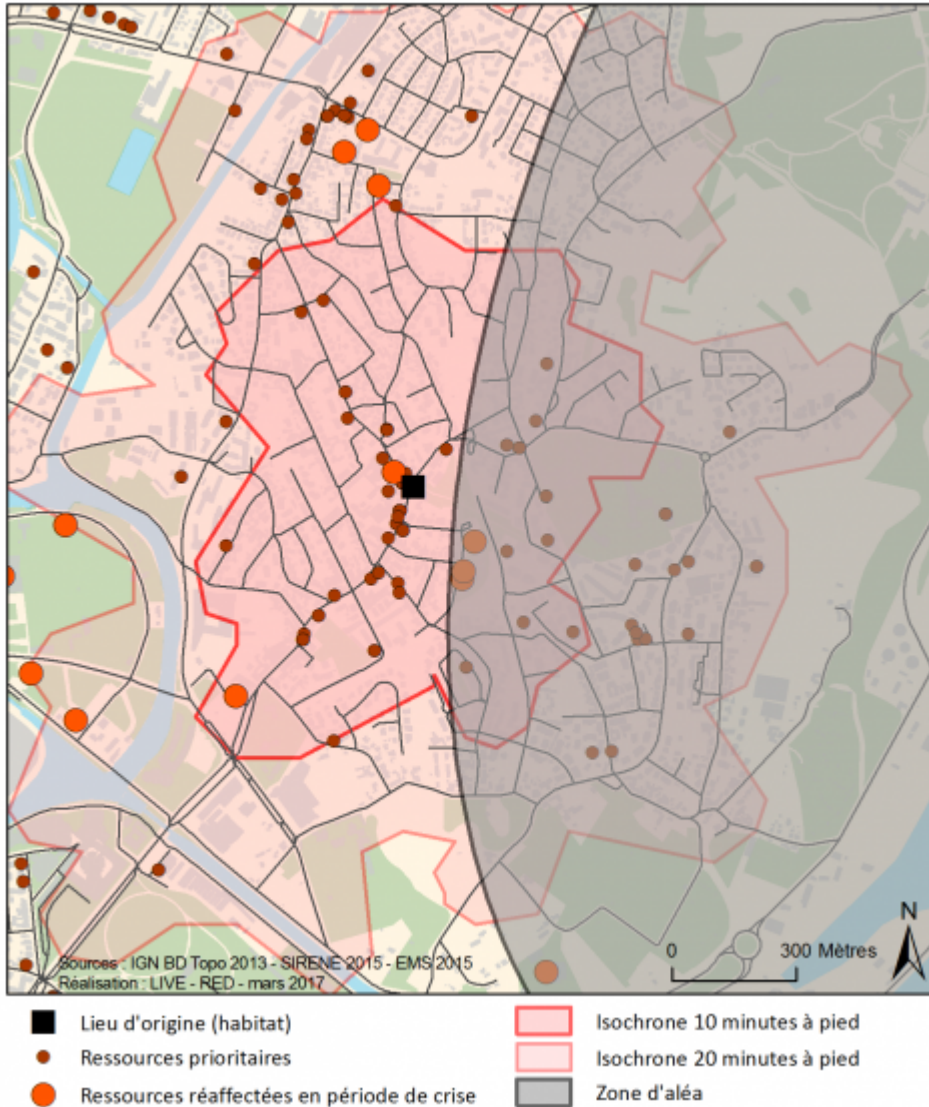 N
0 300 Mètres
Sources : IGN BD Topo 2013 - SIRENE 2015 - EMS 2015
Réalisation : LIVE - RED - mars 2017
Lieu d'origine (habitat)
Ressources prioritaires
Ressources réaffectées en période de crise
Isochrone 10 minutes à pied
Isochrone 20 minutes à pied
Zone d'aléa